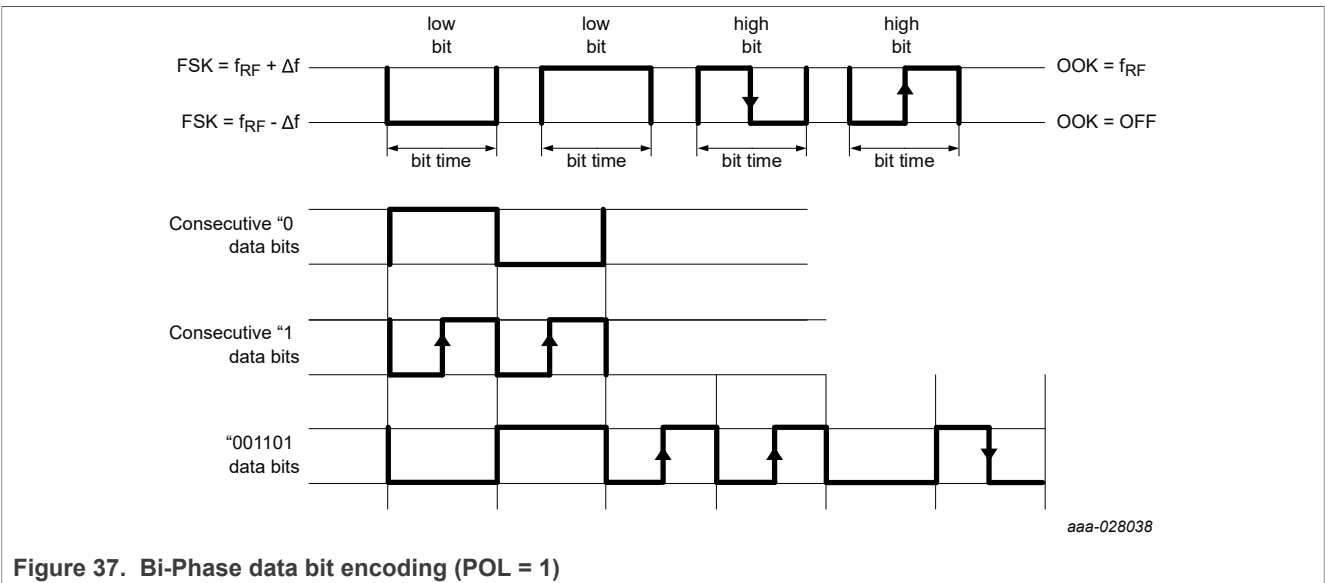 low low high high
bit bit bit bit
FSK = fRF + Δf OOK = fRF
FSK = fRF - Δf OOK = OFF
bit time bit time bit time bit time
Consecutive “0
data bits
Consecutive “1
data bits
“001101
data bits
aaa-028038
Figure 37. Bi-Phase data bit encoding (POL = 1)